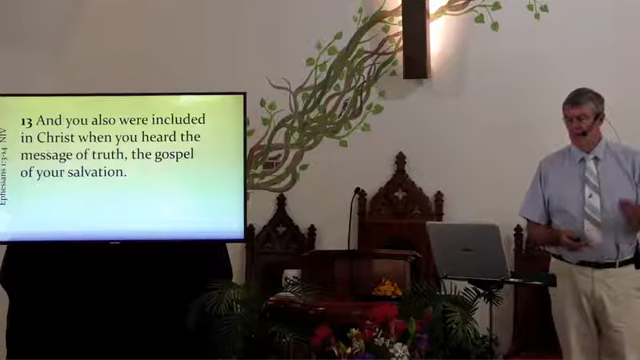 13 And you also were included
in Christ when you heard the
message of truth, the gospel
of your salvation.
Ephesians 1:3-14 NIV